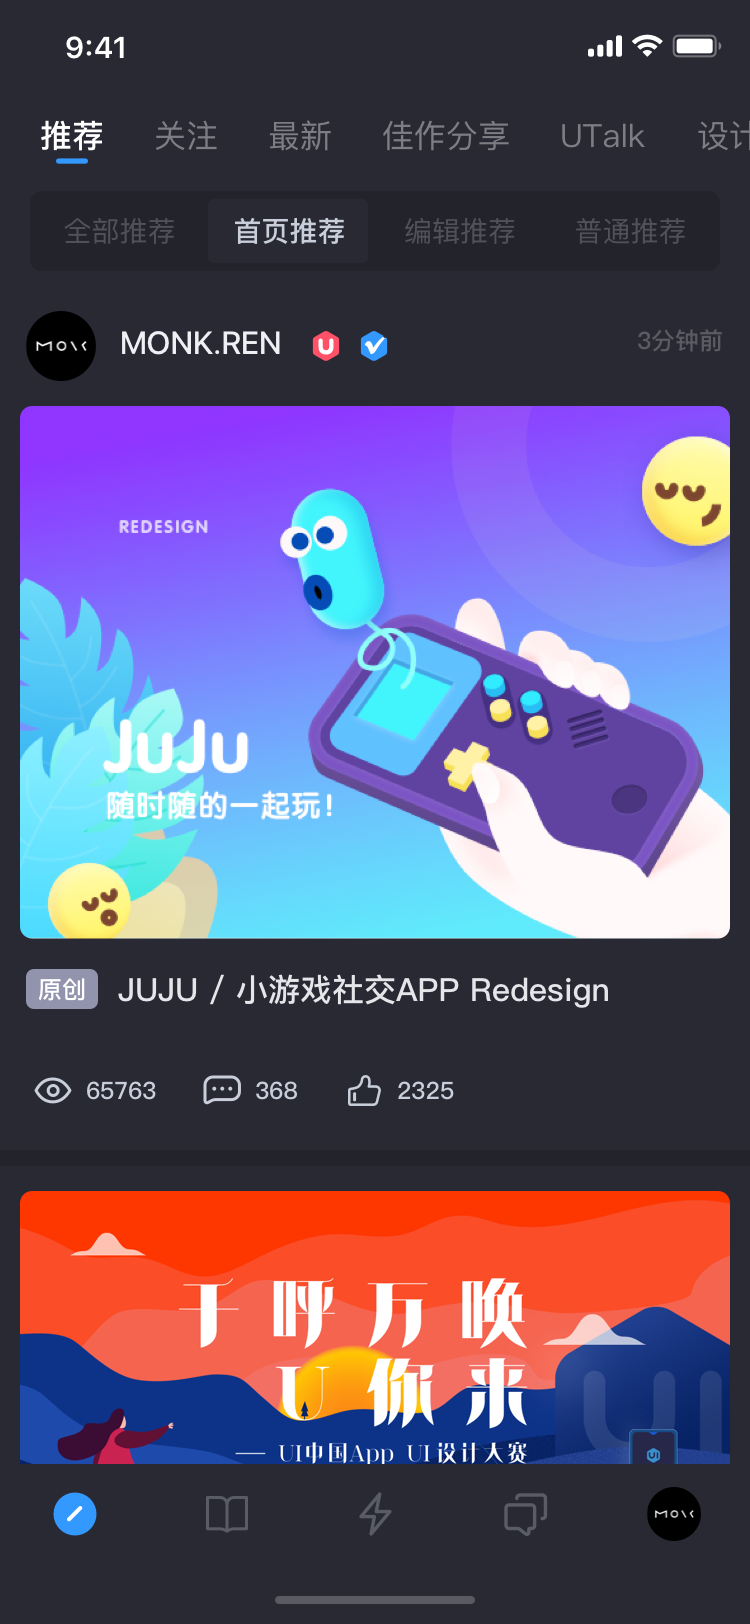 9:41
推荐 关注 最新 佳作分享 UTalk 设计
全部推荐 首页推荐 编辑推荐 普通推荐
MONK
MONK.REN
3分钟前
REDESIGN
JuJu
随时随的一起玩!
原创 JUJU / 小游戏社交APP Redesign
65763 368 2325
千呼万唤
U你来
— UI中国App UI 设计大赛
UI
MONK